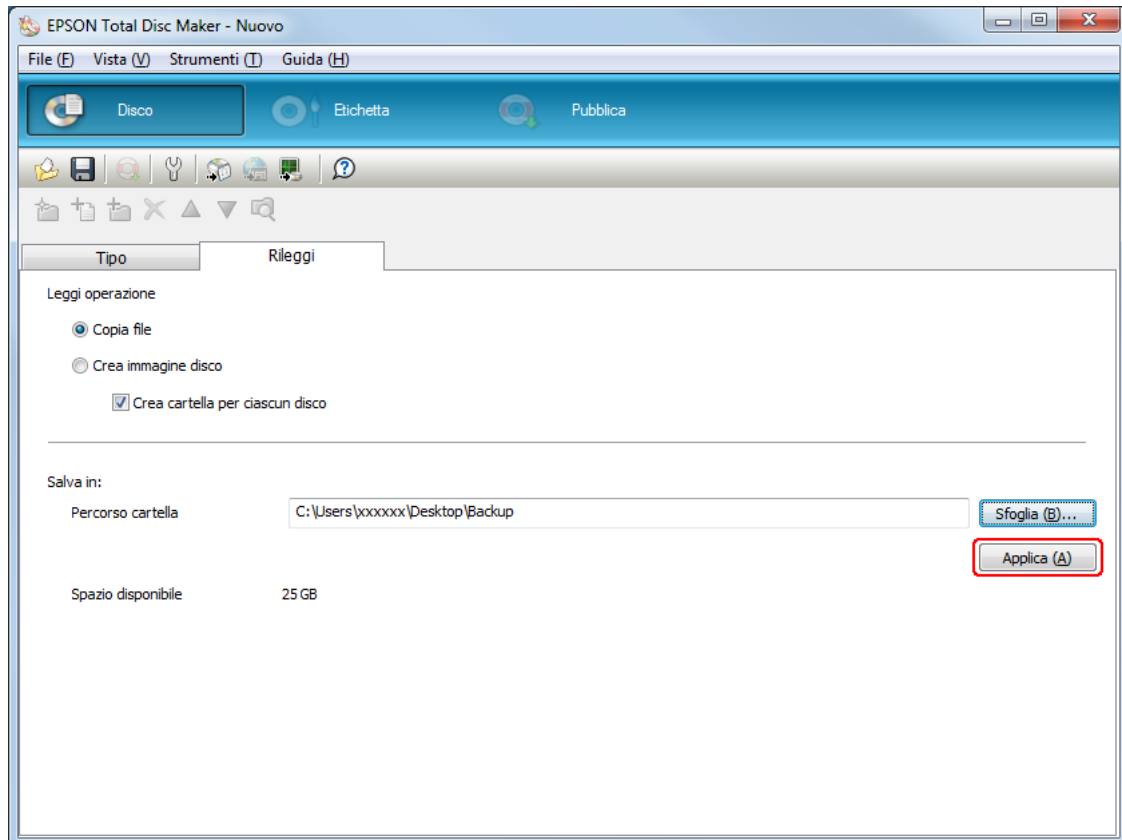 EPSON Total Disc Maker - Nuovo
File (F) Vista (V) Strumenti (T) Guida (H)
Disco Etichetta Pubblica
Tipo Rileggi
Leggi operazione
Copia file
Crea immagine disco
Crea cartella per ciascun disco
Salva in:
Percorso cartella C:\Users\xxxxxx\Desktop\Backup Sfoglia (B)...
Applica (A)
Spazio disponibile 25 GB